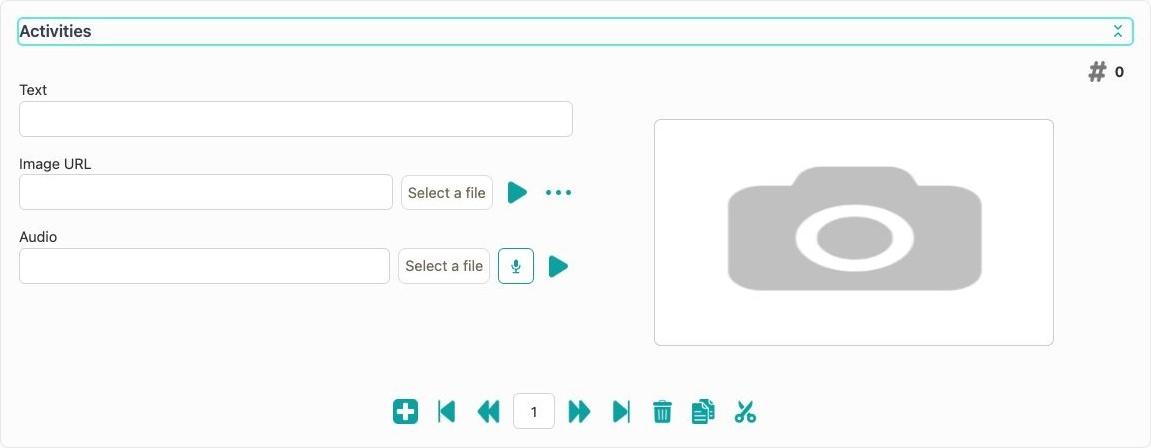 Activities
# 0
Text
Image URL
Select a file
Audio
Select a file
1